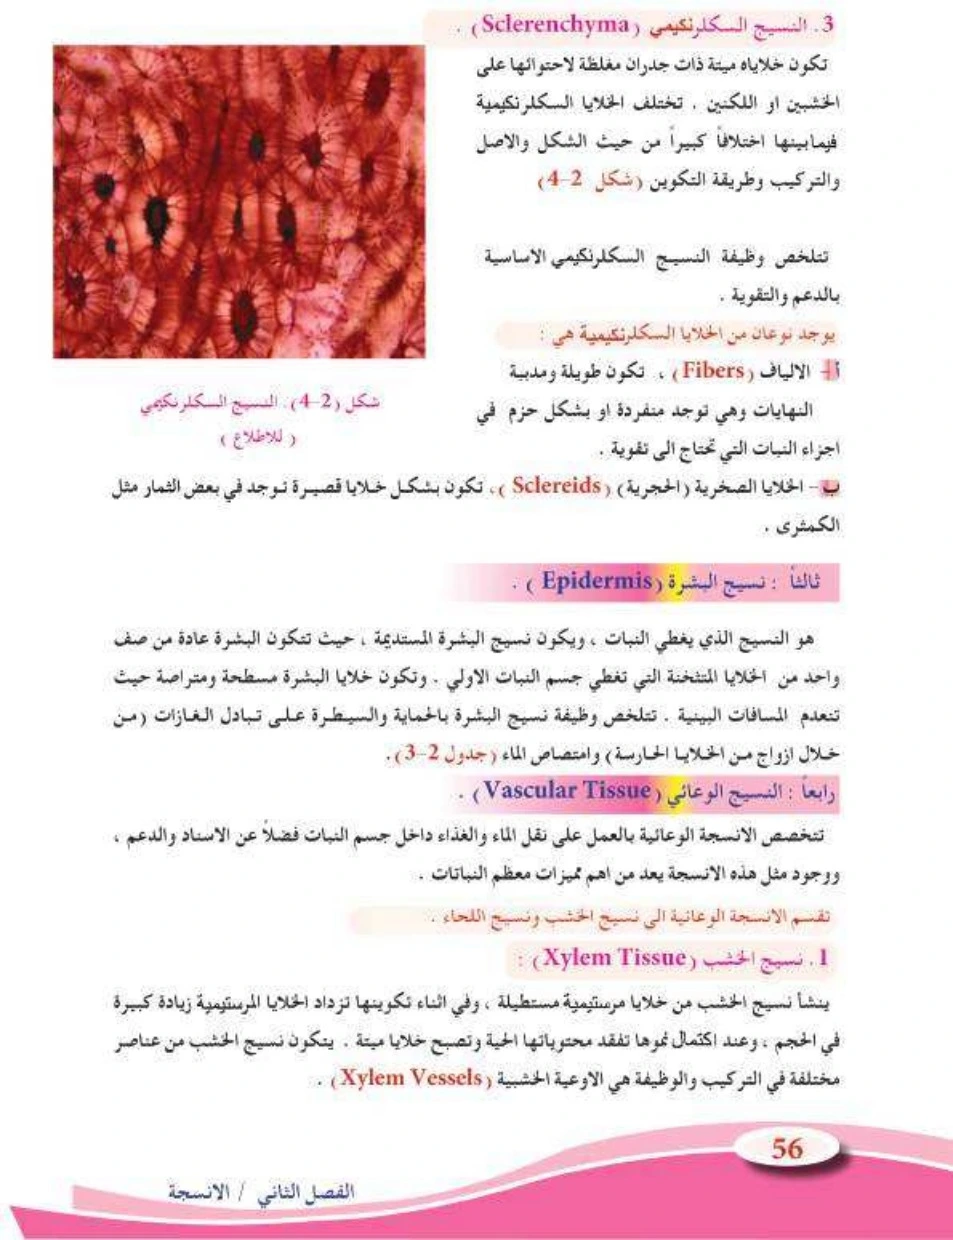 3. النسيج السكلرنكيمي (Sclerenchyma) .
تكون خلاياه ميتة ذات جدران مغلظة لاحتوائها على
الخشبين او اللكنين . تختلف الخلايا السكلرنكيمية
فيمابينها اختلافاً كبيراً من حيث الشكل والاصل
والتركيب وطريقة التكوين (شكل 2-4)
تتلخص وظيفة النسيج السكلرنكيمي الاساسية
بالدعم والتقوية .
يوجد نوعان من الخلايا السكلرنكيمية هي :
أ- الالياف (Fibers) ، تكون طويلة ومدببة
النهايات وهي توجد منفردة او بشكل حزم في
اجزاء النبات التي تحتاج الى تقوية .
شكل (2-4). النسيج السكلرنكيمي
( للاطلاع )
ب- الخلايا الصخرية (الحجرية) (Sclereids )، تكون بشكل خلايا قصيرة توجد في بعض الثمار مثل
الكمثرى .
ثالثاً : نسيج البشرة (Epidermis ) .
هو النسيج الذي يغطي النبات ، ويكون نسيج البشرة المستديمة ، حيث تتكون البشرة عادة من صف
واحد من الخلايا المتثخنة التي تغطي جسم النبات الاولي . وتكون خلايا البشرة مسطحة ومتراصة حيث
تنعدم المسافات البينية . تتلخص وظيفة نسيج البشرة بالحماية والسيطرة على تبادل الغازات (من
خلال ازواج من الخلايا الحارسة) وامتصاص الماء (جدول 2-3).
رابعاً : النسيج الوعائي (Vascular Tissue) .
تتخصص الانسجة الوعائية بالعمل على نقل الماء والغذاء داخل جسم النبات فضلاً عن الاسناد والدعم ،
ووجود مثل هذه الانسجة يعد من اهم مميزات معظم النباتات .
تقسم الانسجة الوعائية الى نسيج الخشب ونسيج اللحاء .
1. نسيج الخشب (Xylem Tissue) :
ينشأ نسيج الخشب من خلايا مرستيمية مستطيلة ، وفي اثناء تكوينها تزداد الخلايا المرستيمية زيادة كبيرة
في الحجم ، وعند اكتمال نموها تفقد محتوياتها الحية وتصبح خلايا ميتة . يتكون نسيج الخشب من عناصر
مختلفة في التركيب والوظيفة هي الاوعية الخشبية (Xylem Vessels) .
56
الفصل الثاني / الانسجة